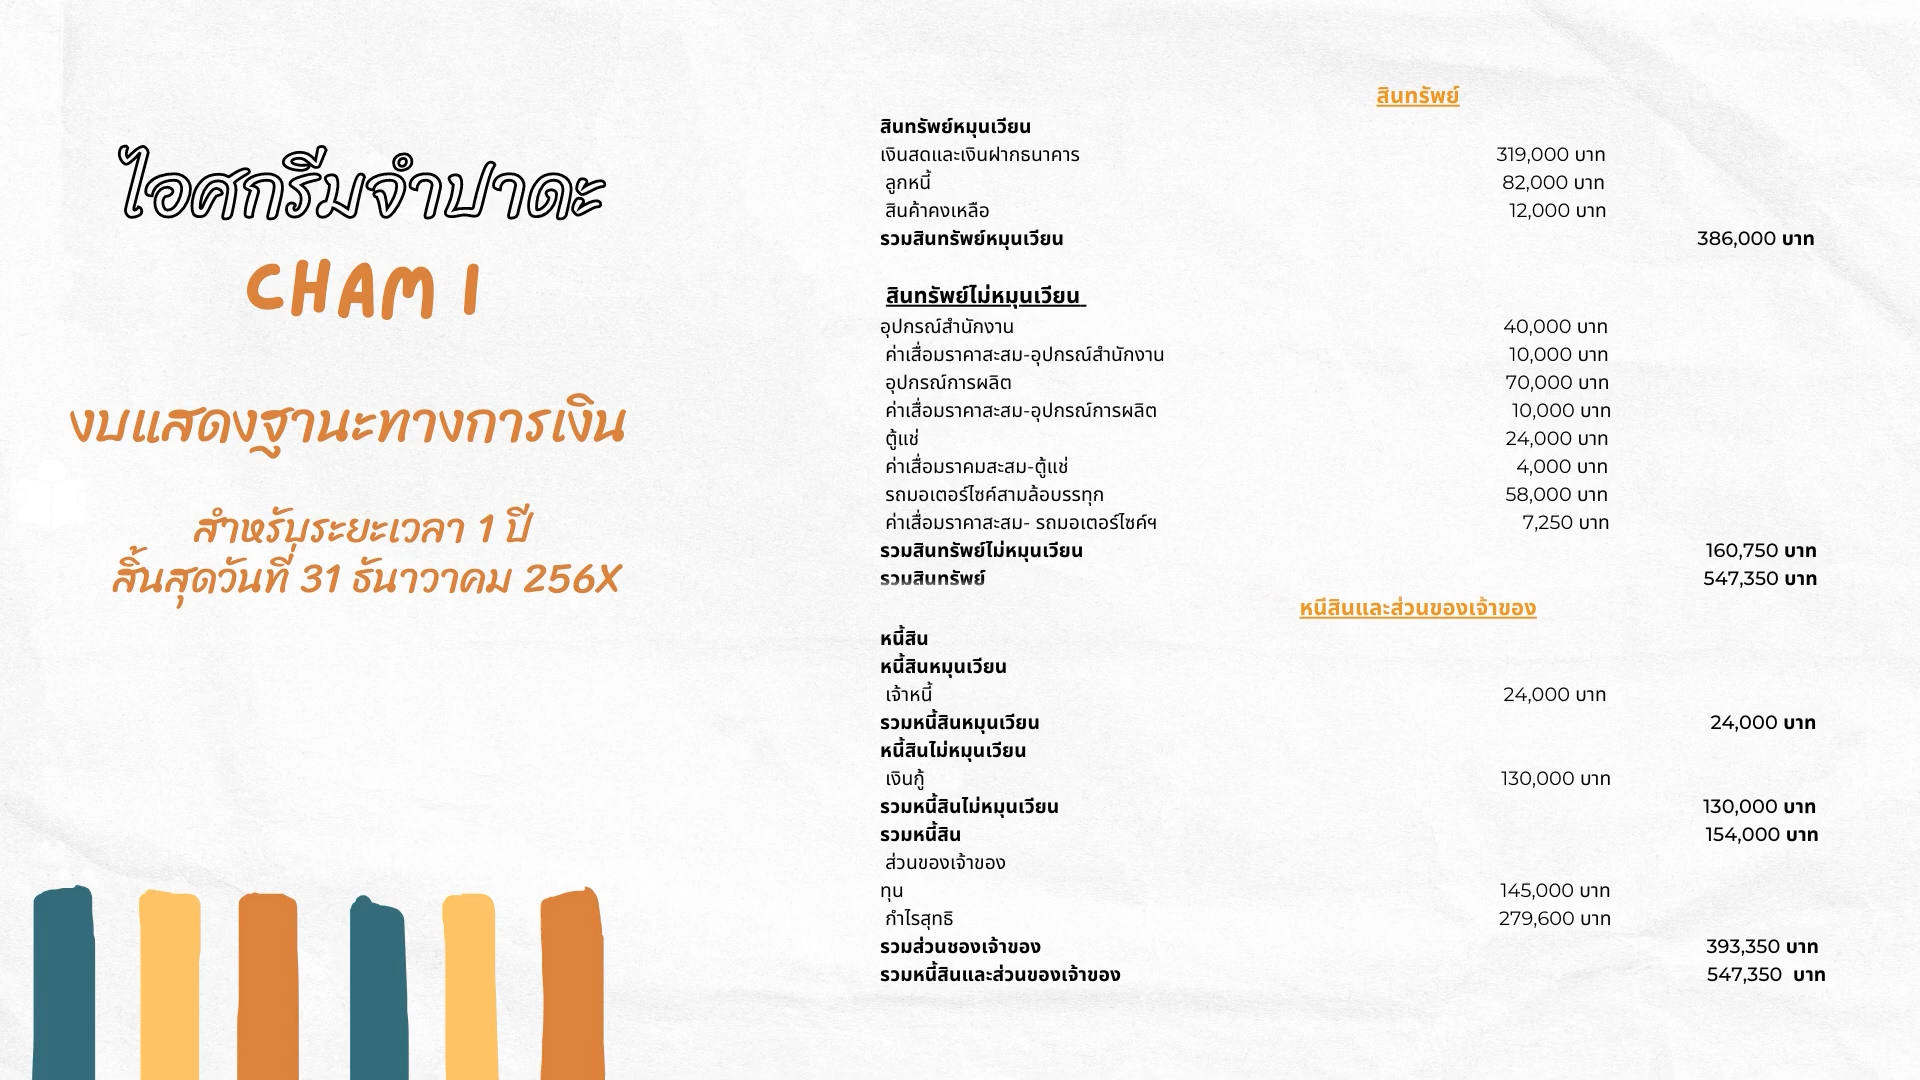 ไอศกรีมจำปาดะ
CHAM I
งบแสดงฐานะทางการเงิน
สำหรับระยะเวลา 1 ปี
สิ้นสุดวันที่ 31 ธันาวาคม 256X
สินทรัพย์
สินทรัพย์หมุนเวียน
เงินสดและเงินฝากธนาคาร 319,000 บาท
ลูกหนี้ 82,000 บาท
สินค้าคงเหลือ 12,000 บาท
รวมสินทรัพย์หมุนเวียน 386,000 บาท
สินทรัพย์ไม่หมุนเวียน
อุปกรณ์สำนักงาน 40,000 บาท
ค่าเสื่อมราคาสะสม-อุปกรณ์สำนักงาน 10,000 บาท
อุปกรณ์การผลิต 70,000 บาท
ค่าเสื่อมราคาสะสม-อุปกรณ์การผลิต 10,000 บาท
ตู้แช่ 24,000 บาท
ค่าเสื่อมราคมสะสม-ตู้แช่ 4,000 บาท
รถมอเตอร์ไซค์สามล้อบรรทุก 58,000 บาท
ค่าเสื่อมราคาสะสม- รถมอเตอร์ไซค์ฯ 7,250 บาท
รวมสินทรัพย์ไม่หมุนเวียน 160,750 บาท
รวมสินทรัพย์ 547,350 บาท
หนีสินและส่วนของเจ้าของ
หนี้สิน
หนี้สินหมุนเวียน
เจ้าหนี้ 24,000 บาท
รวมหนี้สินหมุนเวียน 24,000 บาท
หนี้สินไม่หมุนเวียน
เงินกู้ 130,000 บาท
รวมหนี้สินไม่หมุนเวียน 130,000 บาท
รวมหนี้สิน 154,000 บาท
ส่วนของเจ้าของ
ทุน 145,000 บาท
กำไรสุทธิ 279,600 บาท
รวมส่วนชองเจ้าของ 393,350 บาท
รวมหนี้สินและส่วนของเจ้าของ 547,350 บาท